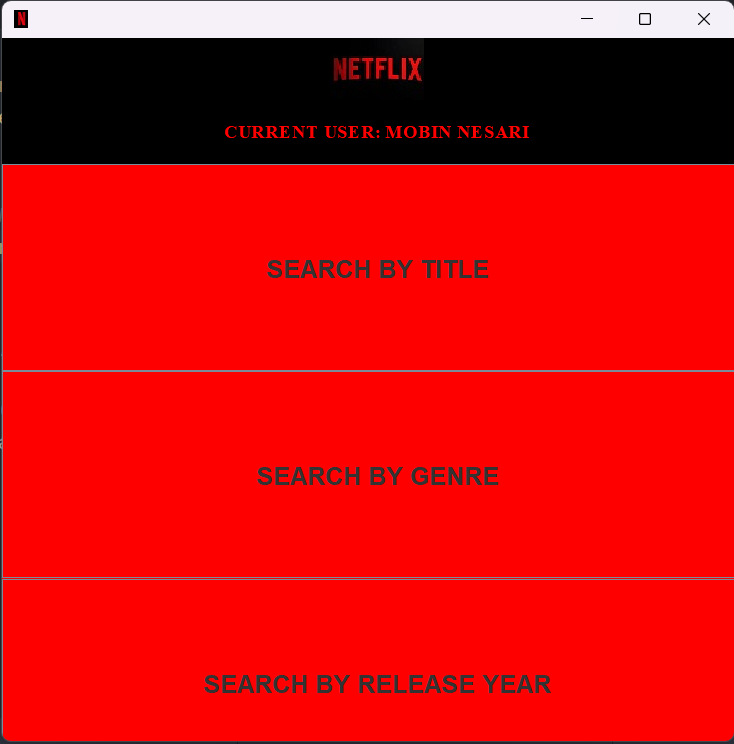 N
NETFLIX
CURRENT USER: MOBIN NESARI
SEARCH BY TITLE
SEARCH BY GENRE
SEARCH BY RELEASE YEAR